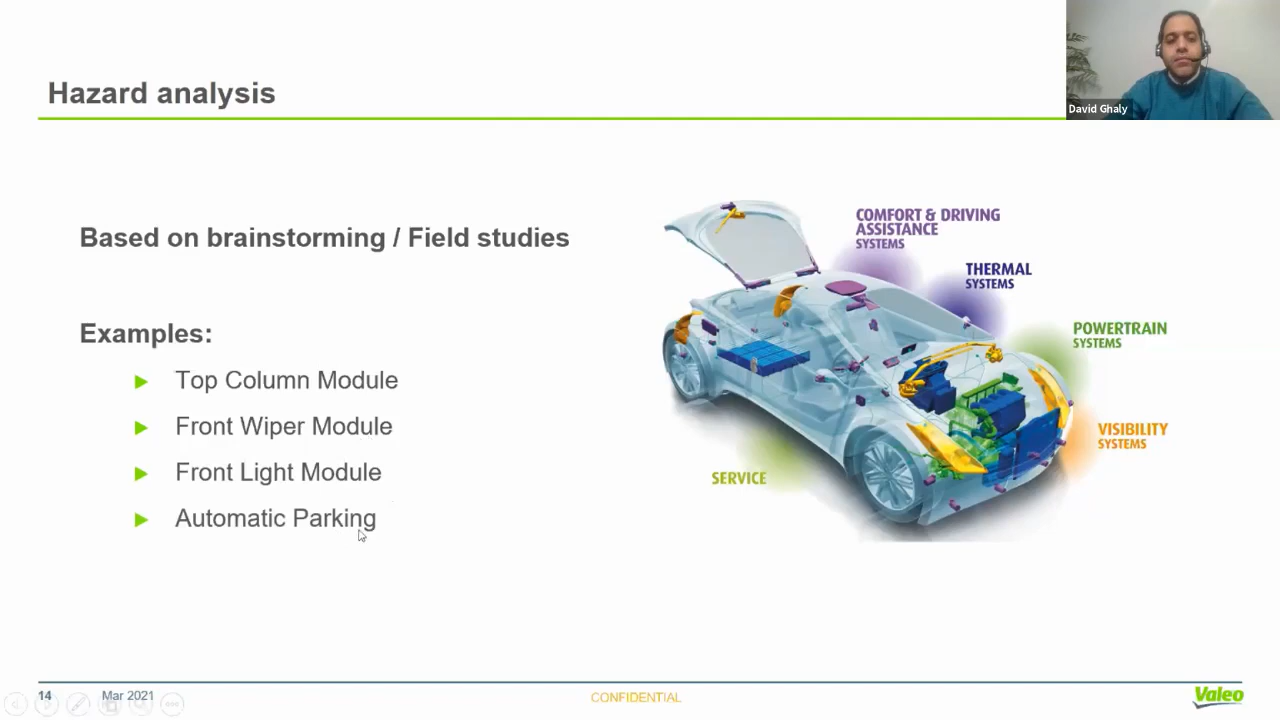 David Ghaly
Hazard analysis
Based on brainstorming / Field studies
Examples:
Top Column Module
Front Wiper Module
Front Light Module
Automatic Parking
COMFORT & DRIVING
ASSISTANCE
SYSTEMS
THERMAL
SYSTEMS
POWERTRAIN
SYSTEMS
VISIBILITY
SYSTEMS
SERVICE
14
Mar 2021
CONFIDENTIAL
Valeo